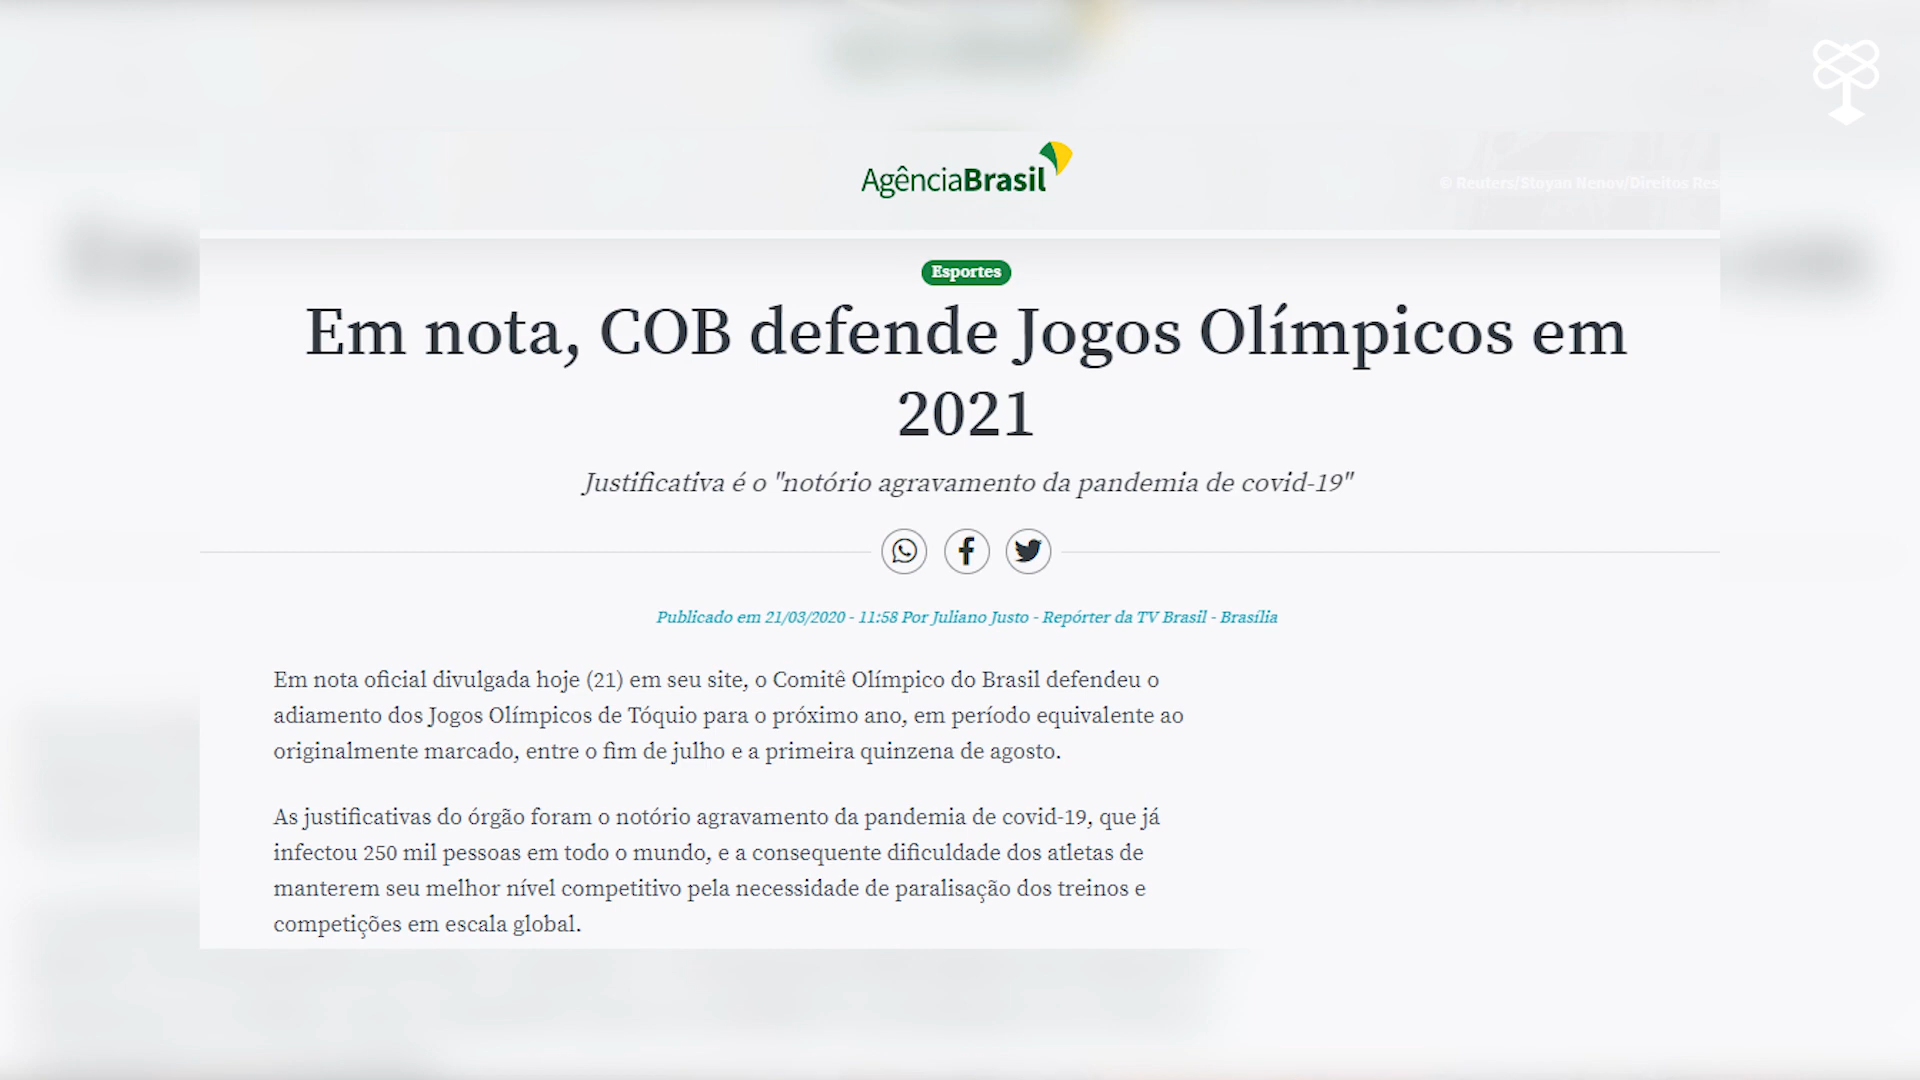 AgênciaBrasil
© Reuters/Stoyan Nenov/Direitos Res
Esportes
Em nota, COB defende Jogos Olímpicos em
2021
Justificativa é o "notório agravamento da pandemia de covid-19"
Publicado em 21/03/2020 - 11:58 Por Juliano Justo - Repórter da TV Brasil - Brasília
Em nota oficial divulgada hoje (21) em seu site, o Comitê Olímpico do Brasil defendeu o
adiamento dos Jogos Olímpicos de Tóquio para o próximo ano, em período equivalente ao
originalmente marcado, entre o fim de julho e a primeira quinzena de agosto.
As justificativas do órgão foram o notório agravamento da pandemia de covid-19, que já
infectou 250 mil pessoas em todo o mundo, e a consequente dificuldade dos atletas de
manterem seu melhor nível competitivo pela necessidade de paralisação dos treinos e
competições em escala global.